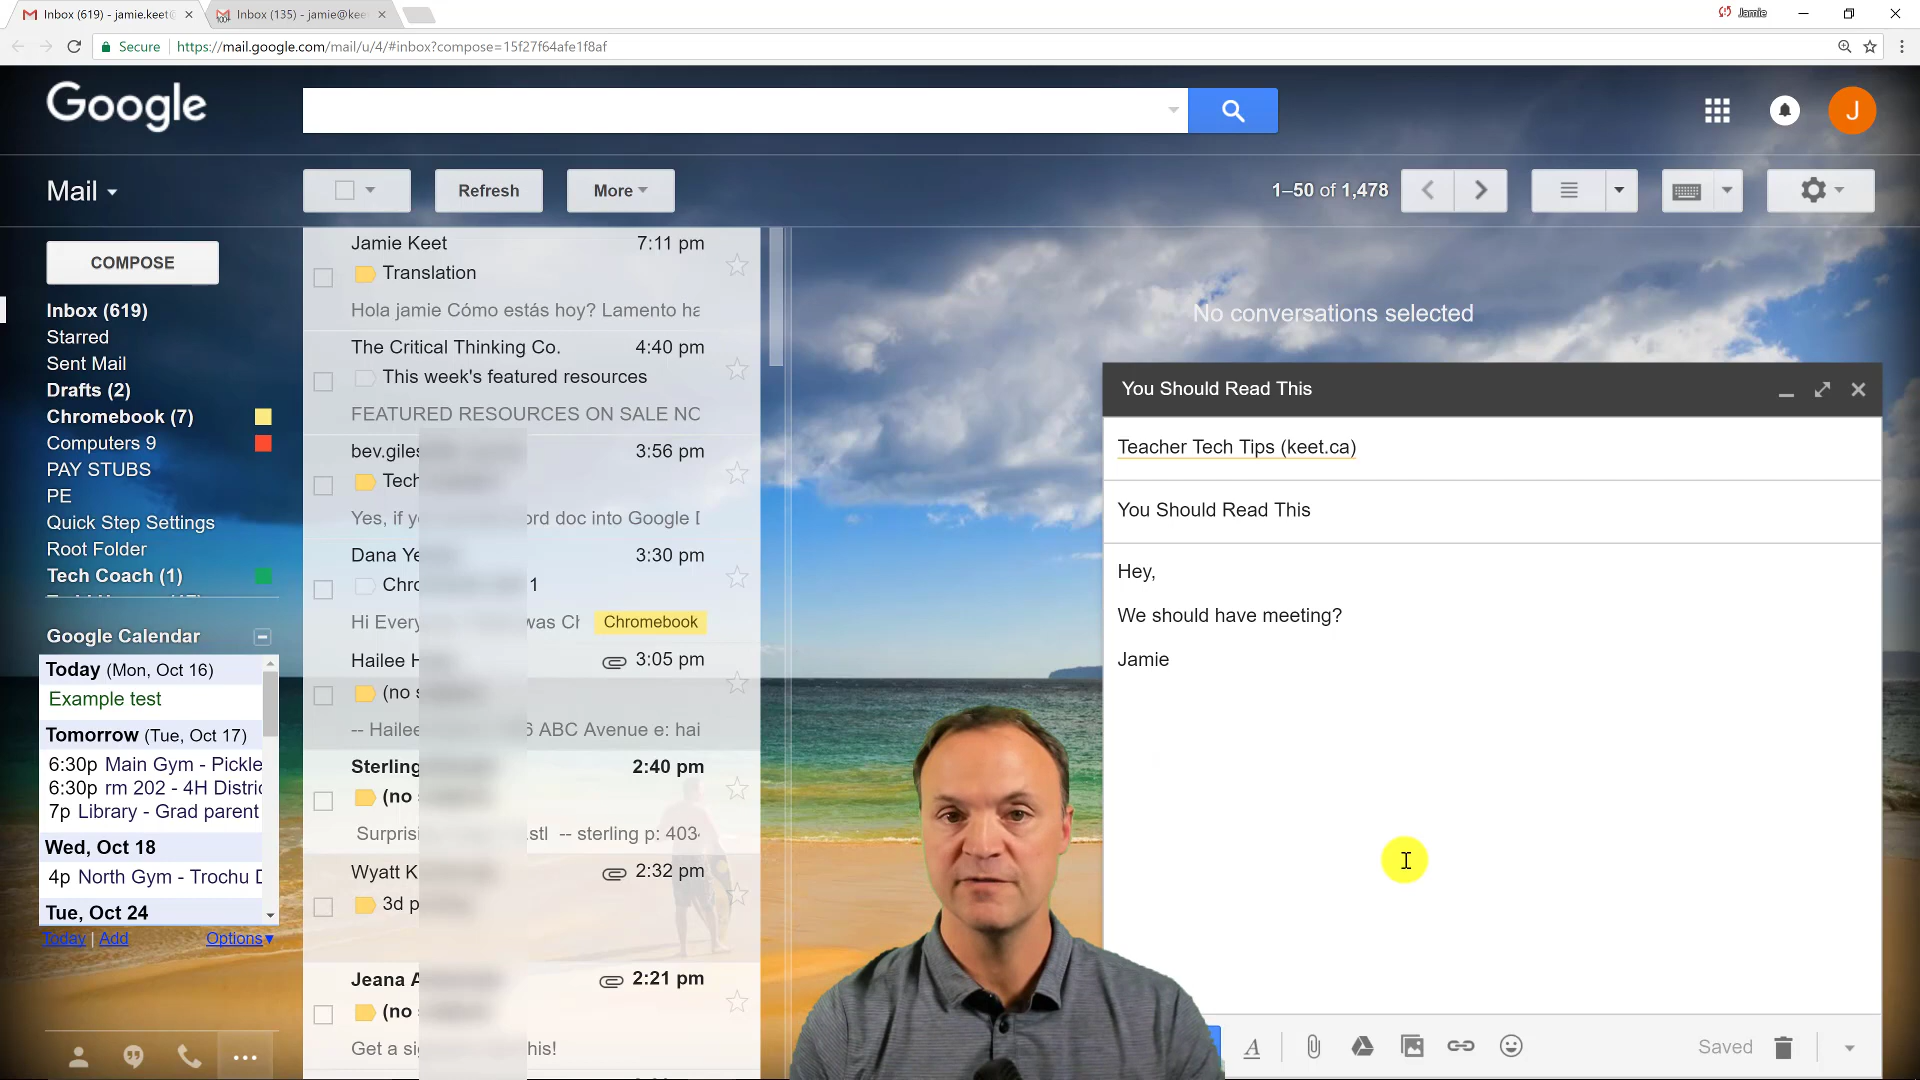 Inbox (619) - jamie.keet@
Inbox (135) - jamie@kee
Jamie
Secure
https://mail.google.com/mail/u/4/#inbox?compose=15f27f64afe1f8af
Google
J
Mail
Refresh
More
1–50 of 1,478
COMPOSE
Inbox (619)
Starred
Sent Mail
Drafts (2)
Chromebook (7)
Computers 9
PAY STUBS
PE
Quick Step Settings
Root Folder
Tech Coach (1)
Google Calendar
Today (Mon, Oct 16)
Example test
Tomorrow (Tue, Oct 17)
6:30p Main Gym - Pickle
6:30p rm 202 - 4H Distric
7p Library - Grad parent
Wed, Oct 18
4p North Gym - Trochu D
Tue, Oct 24
Today | Add
Options
Jamie Keet 7:11 pm
Translation
Hola jamie Cómo estás hoy? Lamento ha
The Critical Thinking Co. 4:40 pm
This week's featured resources
FEATURED RESOURCES ON SALE NO
bev.giles 3:56 pm
Tech
Yes, if ord doc into Google D
Dana 3:30 pm
1
Hi Every was Ch Chromebook
Hailee 3:05 pm
(no
-- Hailee ABC Avenue e: hai
Sterling 2:40 pm
(no
Surpris .stl -- sterling p: 403
Wyatt 2:32 pm
3d
Jeana 2:21 pm
(no
Get a his!
No conversations selected
You Should Read This
Teacher Tech Tips (keet.ca)
You Should Read This
Hey,
We should have meeting?
Jamie
Saved